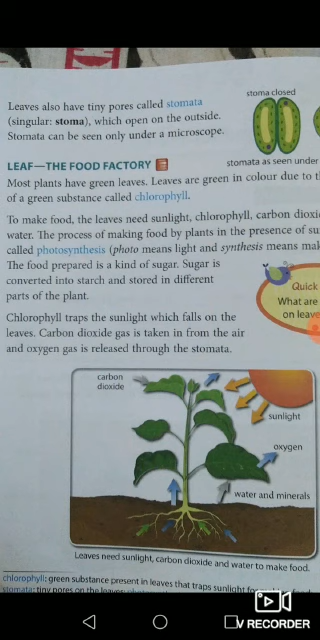 stoma closed
Leaves also have tiny pores called stomata
(singular: stoma), which open on the outside.
Stomata can be seen only under a microscope.
stomata as seen under
LEAF—THE FOOD FACTORY
Most plants have green leaves. Leaves are green in colour due to
of a green substance called chlorophyll.
To make food, the leaves need sunlight, chlorophyll, carbon
water. The process of making food by plants in the presence of
called photosynthesis (photo means light and synthesis means
The food prepared is a kind of sugar. Sugar is
converted into starch and stored in different
parts of the plant.
Quick
What are
on
Chlorophyll traps the sunlight which falls on the
leaves. Carbon dioxide gas is taken in from the air
and oxygen gas is released through the stomata.
carbon
dioxide
sunlight
oxygen
water and minerals
Leaves need sunlight, carbon dioxide and water to make food.
chlorophyll: green substance present in leaves that traps sunlight
stomata: tiny pores on the leaves
V RECORDER